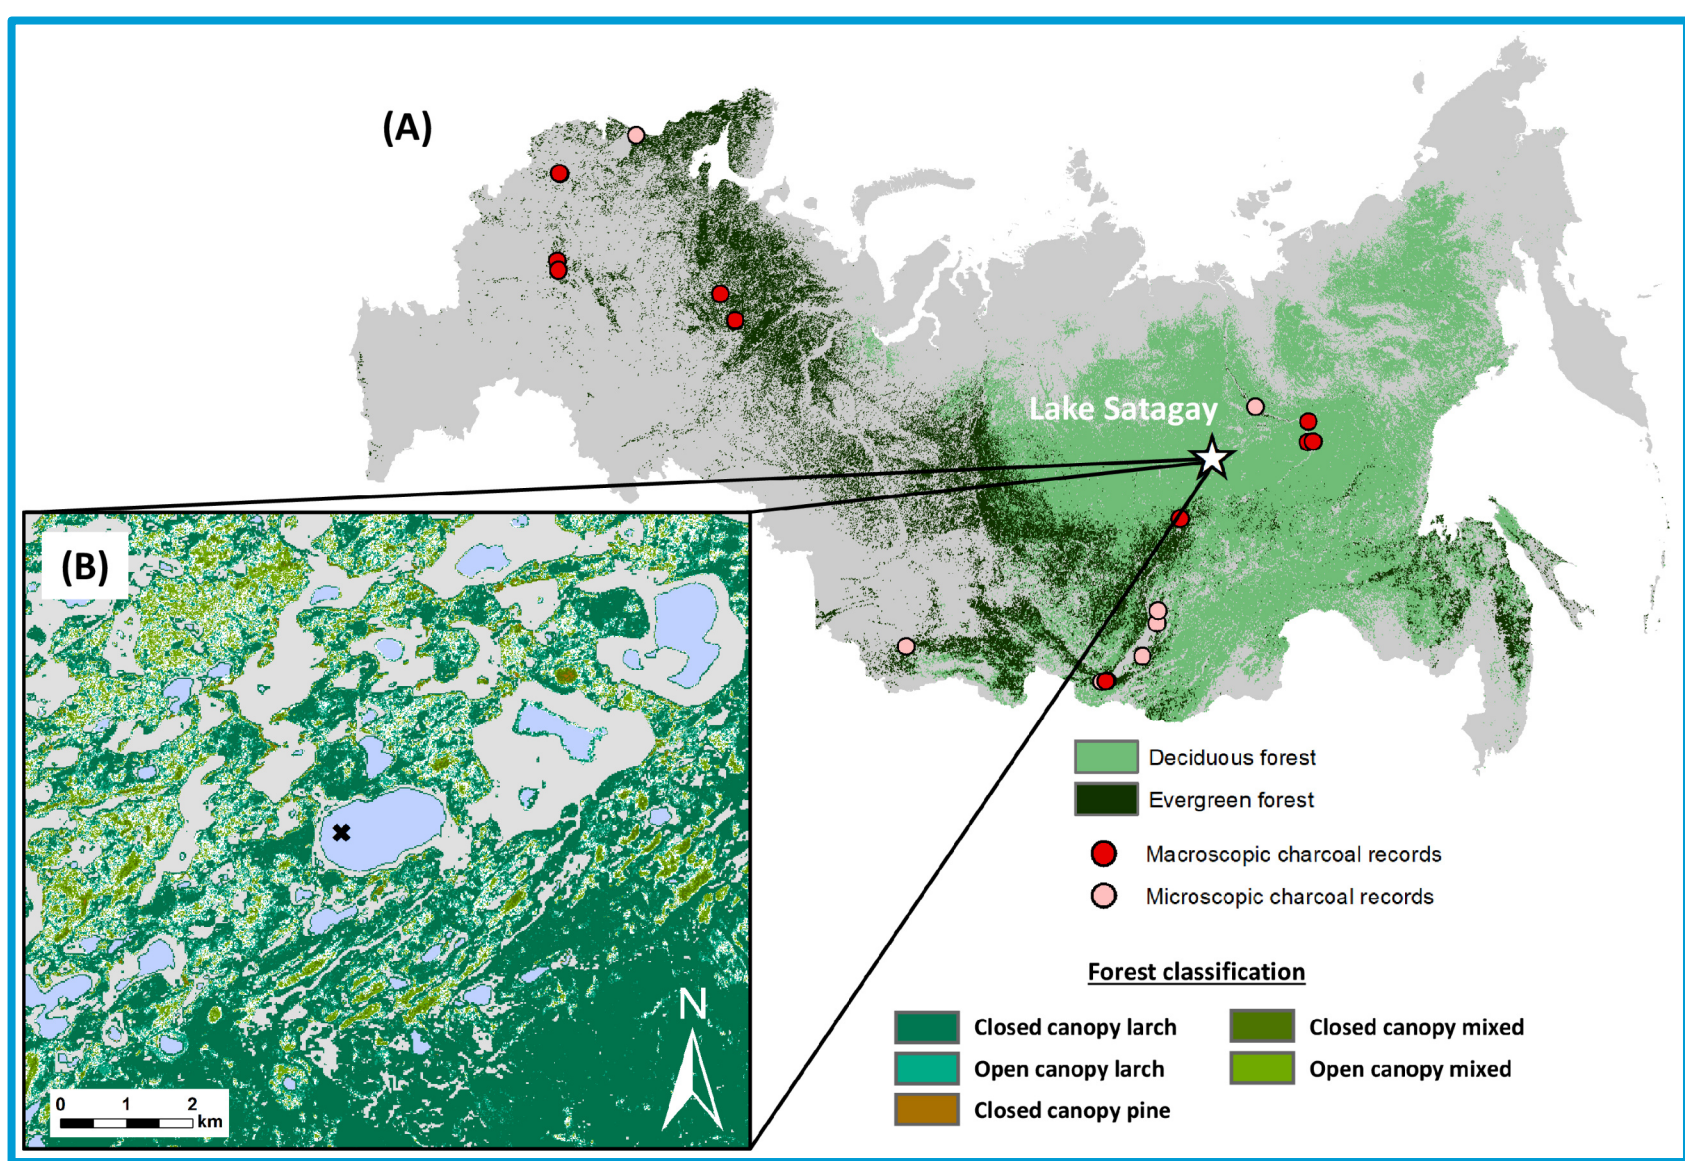 (A)
Lake Satagay
(B)
N
0 1 2
km
Deciduous forest
Evergreen forest
Macroscopic charcoal records
Microscopic charcoal records
Forest classification
Closed canopy larch
Closed canopy mixed
Open canopy larch
Open canopy mixed
Closed canopy pine